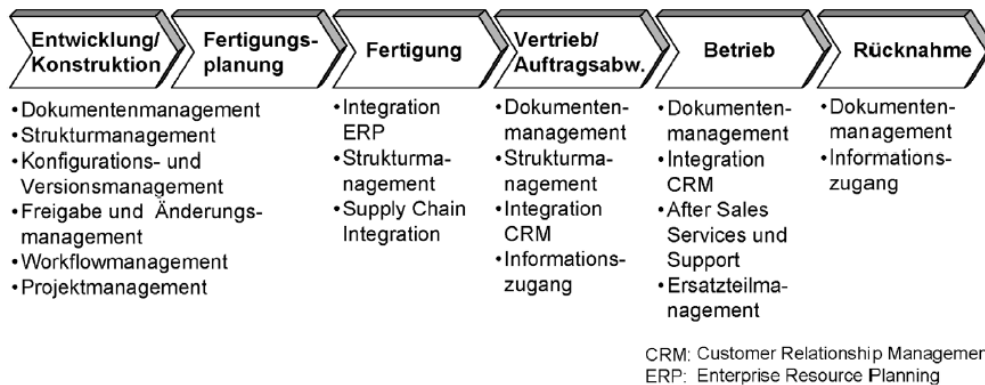 Entwicklung/
Konstruktion
Fertigungs-
planung
Fertigung
Vertrieb/
Auftragsabw.
Betrieb
Rücknahme
•Dokumentenmanagement
•Strukturmanagement
•Konfigurations- und
Versionsmanagement
•Freigabe und Änderungs-
management
•Workflowmanagement
•Projektmanagement
•Integration
ERP
•Strukturma-
nagement
•Supply Chain
Integration
•Dokumenten-
management
•Strukturma-
nagement
•Integration
CRM
•Informations-
zugang
•Dokumenten-
management
•Integration
CRM
•After Sales
Services und
Support
•Ersatzteilma-
nagement
•Dokumenten-
management
•Informations-
zugang
CRM: Customer Relationship Managemen
ERP: Enterprise Resource Planning